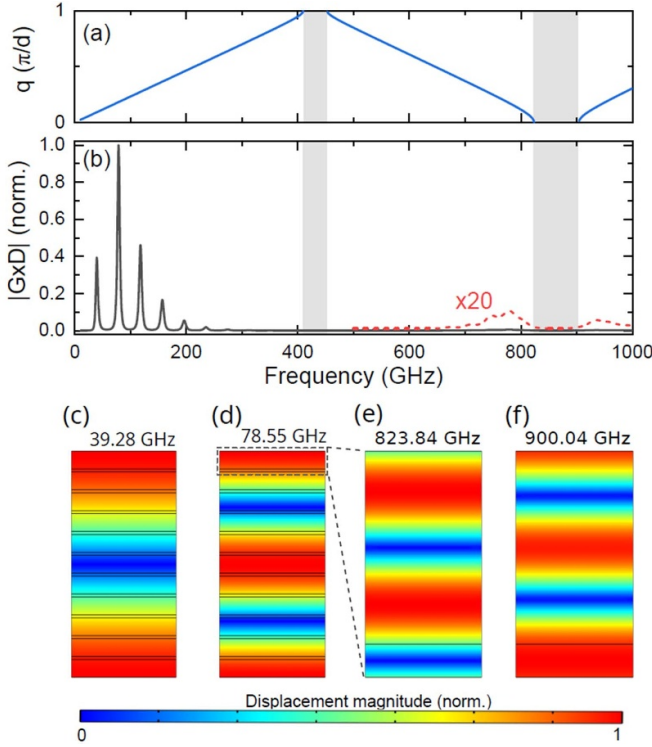 1
(a)
q (π/d)
0
(b)
1.0
0.8
0.6
0.4
0.2
0.0
|GxD| (norm.)
x20
0 200 400 600 800 1000
Frequency (GHz)
(c) (d) (e) (f)
39.28 GHz 78.55 GHz 823.84 GHz 900.04 GHz
Displacement magnitude (norm.)
0 1